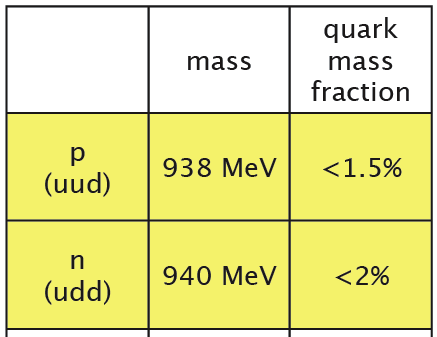 mass
quark
mass
fraction
p
(uud)
938 MeV
<1.5%
n
(udd)
940 MeV
<2%